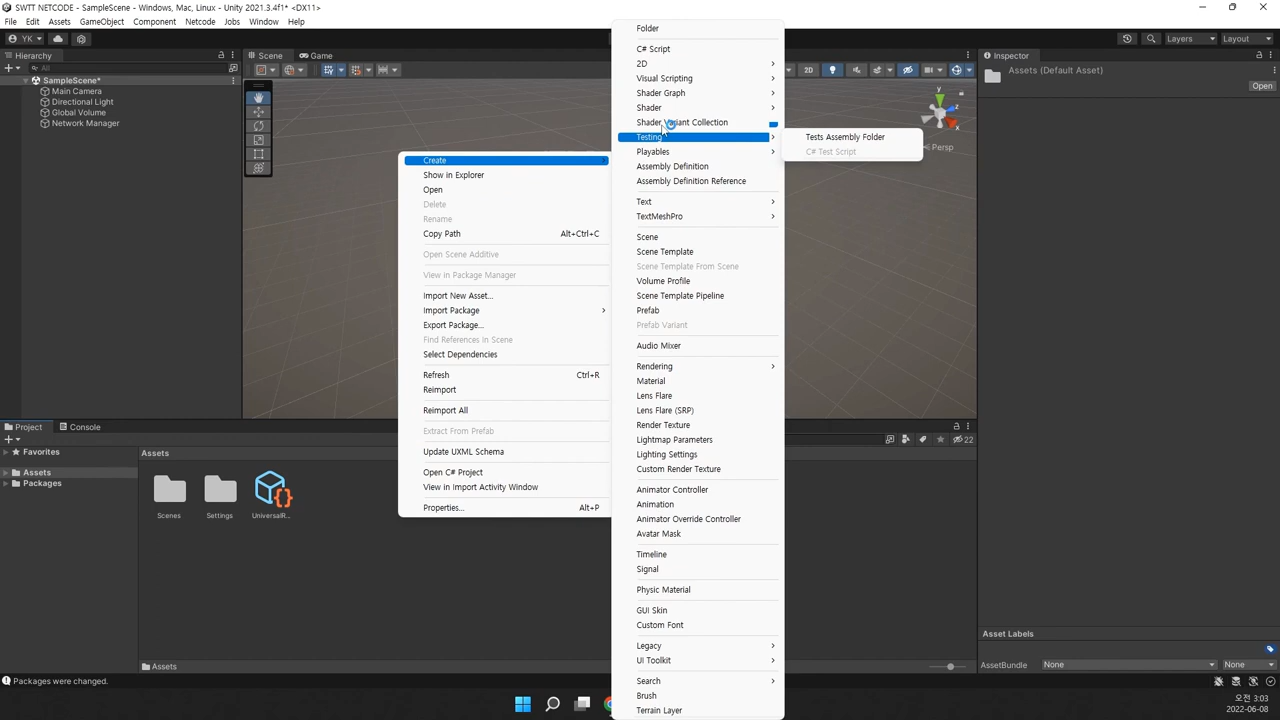 SWTT NETCODE - SampleScene - Windows, Mac, Linux - Unity 2021.3.4f1* <DX11>
File Edit Assets GameObject Component Netcode Jobs Window Help
YK
Layers
Layout
Hierarchy
All
SampleScene*
Main Camera
Directional Light
Global Volume
Network Manager
Scene
Game
2D
Persp
Inspector
Assets (Default Asset)
Open
Create
Show in Explorer
Open
Delete
Rename
Copy Path Alt+Ctrl+C
Open Scene Additive
View in Package Manager
Import New Asset...
Import Package
Export Package...
Find References In Scene
Select Dependencies
Refresh Ctrl+R
Reimport
Reimport All
Extract From Prefab
Update UXML Schema
Open C# Project
View in Import Activity Window
Properties... Alt+P
Folder
C# Script
2D
Visual Scripting
Shader Graph
Shader
Shader Variant Collection
Testing
Playables
Assembly Definition
Assembly Definition Reference
Text
TextMeshPro
Scene
Scene Template
Scene Template From Scene
Volume Profile
Scene Template Pipeline
Prefab
Prefab Variant
Audio Mixer
Rendering
Material
Lens Flare
Lens Flare (SRP)
Render Texture
Lightmap Parameters
Lighting Settings
Custom Render Texture
Animator Controller
Animation
Animator Override Controller
Avatar Mask
Timeline
Signal
Physic Material
GUI Skin
Custom Font
Legacy
UI Toolkit
Search
Brush
Terrain Layer
Tests Assembly Folder
C# Test Script
Project
Console
22
Favorites
Assets
Packages
Assets
Scenes
Settings
UniversalR...
Assets
Asset Labels
AssetBundle None None
Packages were changed.
오전 3:03
2022-06-08